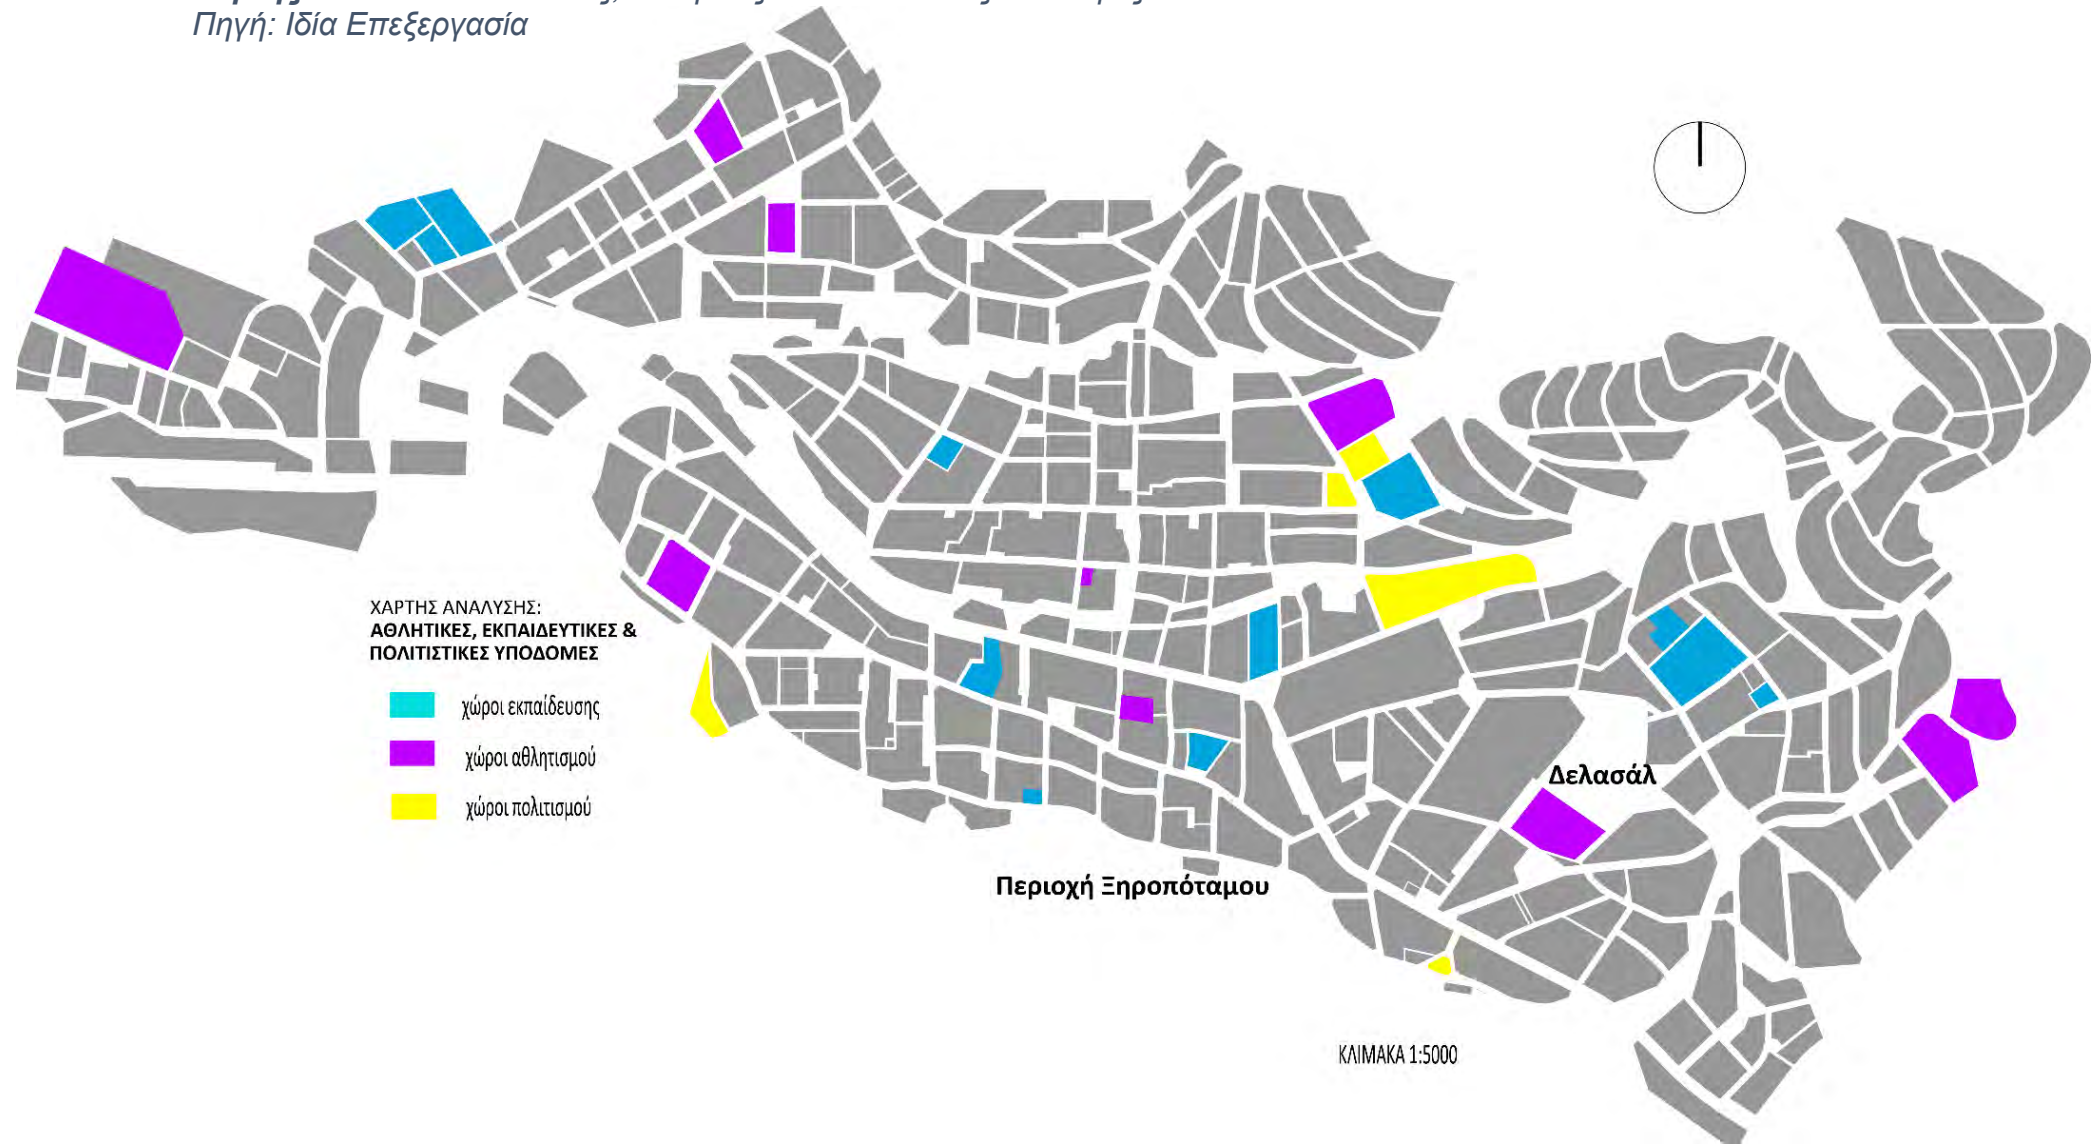 Πηγή: Ιδία Επεξεργασία
ΧΑΡΤΗΣ ΑΝΑΛΥΣΗΣ:
ΑΘΛΗΤΙΚΕΣ, ΕΚΠΑΙΔΕΥΤΙΚΕΣ &
ΠΟΛΙΤΙΣΤΙΚΕΣ ΥΠΟΔΟΜΕΣ
χώροι εκπαίδευσης
χώροι αθλητισμού
χώροι πολιτισμού
Δελασάλ
Περιοχή Ξηροπόταμου
ΚΛΙΜΑΚΑ 1:5000